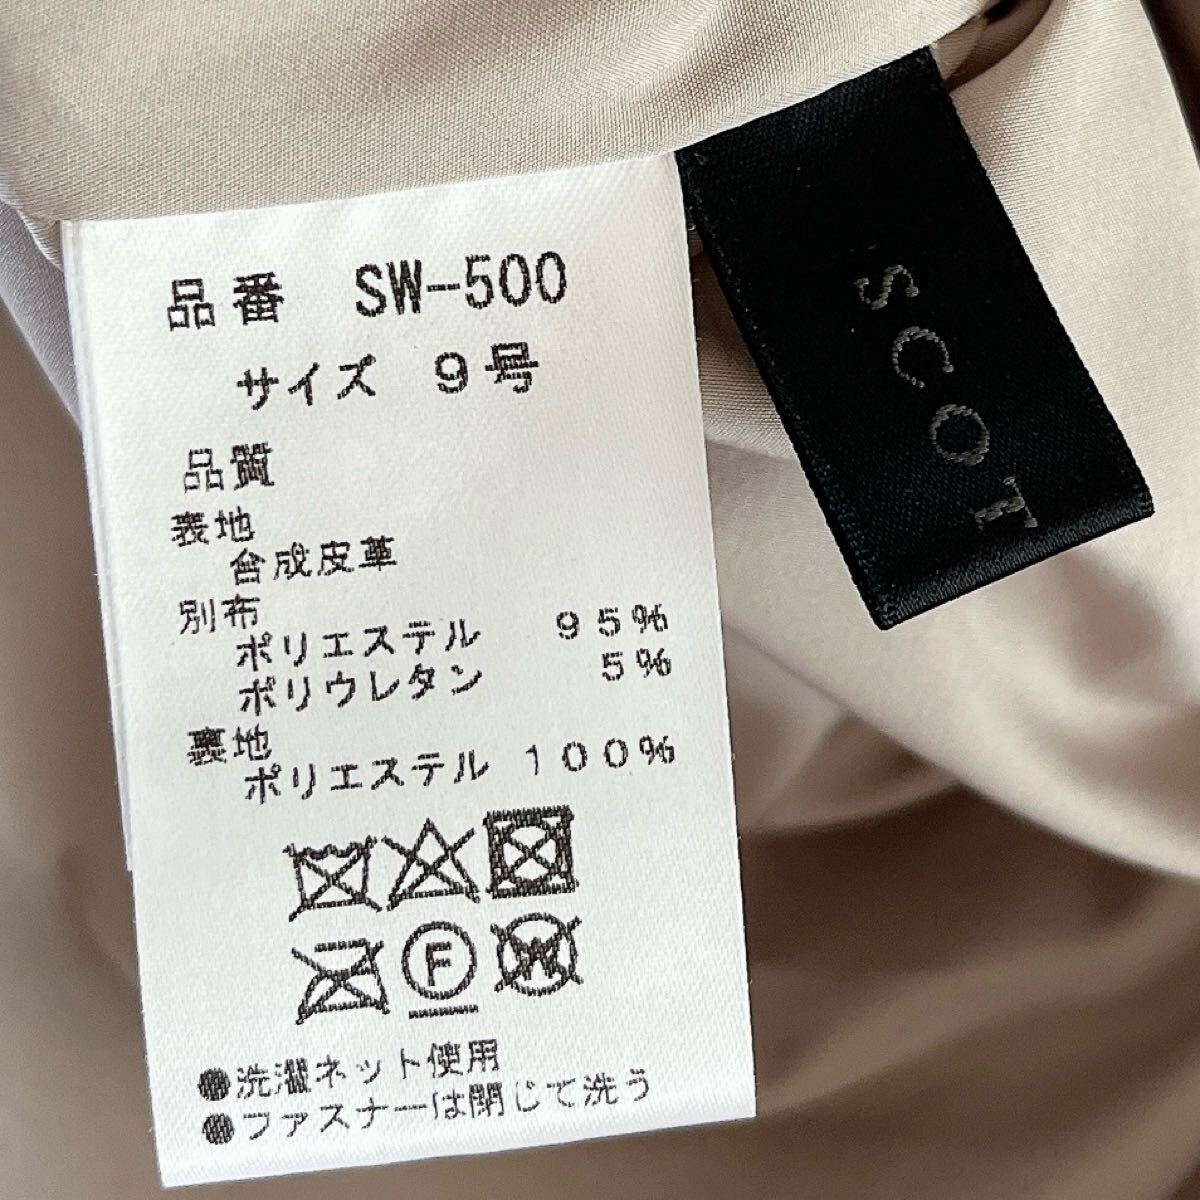 品番 SW-500
サイズ 9号
品質
表地
合成皮革
別布
ポリエステル 95%
ポリウレタン 5%
裏地
ポリエステル 100%
F
W
●洗濯ネット使用
●ファスナーは閉じて洗う
SCOT